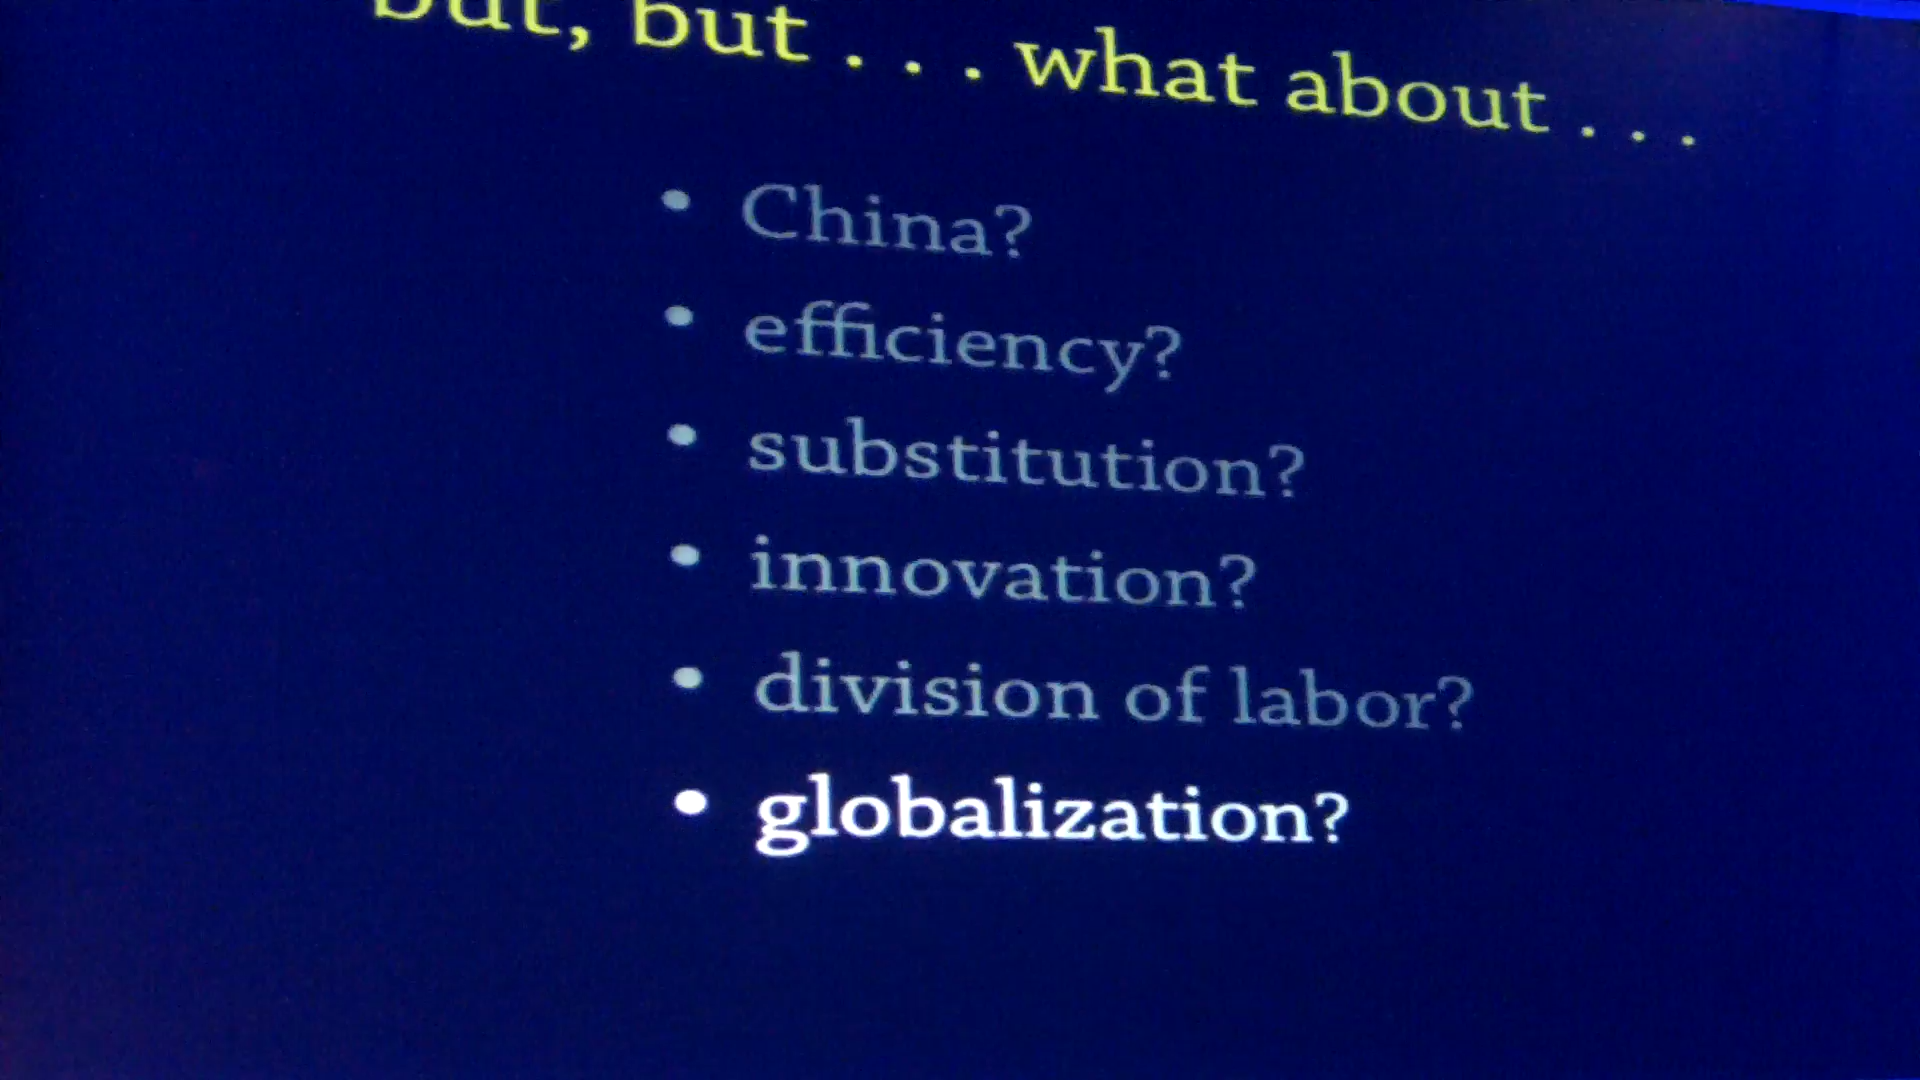 but, but . . . what about . . .
• China?
• efficiency?
• substitution?
• innovation?
• division of labor?
• globalization?